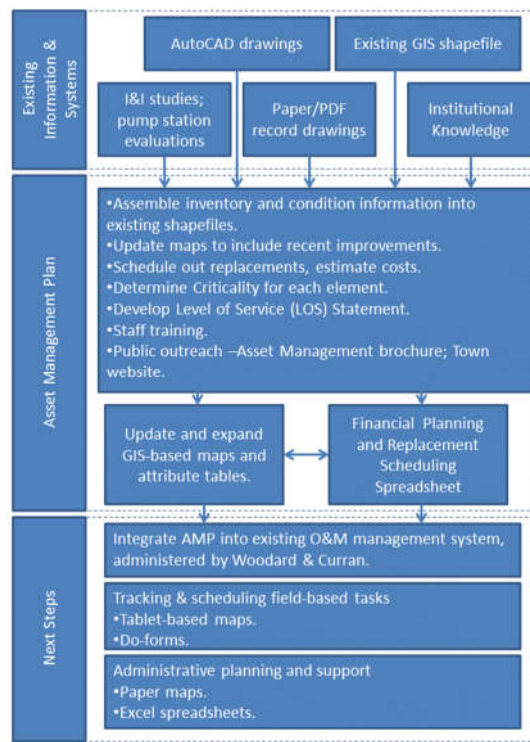 Existing
Information &
Systems
AutoCAD drawings
Existing GIS shapefile
I&I studies;
pump station
evaluations
Paper/PDF
record drawings
Institutional
Knowledge
Asset Management Plan
•Assemble inventory and condition information into
existing shapefiles.
•Update maps to include recent improvements.
•Schedule out replacements, estimate costs.
•Determine Criticality for each element.
•Develop Level of Service (LOS) Statement.
•Staff training.
•Public outreach –Asset Management brochure; Town
website.
Update and expand
GIS-based maps and
attribute tables.
Financial Planning
and Replacement
Scheduling
Spreadsheet
Next Steps
Integrate AMP into existing O&M management system,
administered by Woodard & Curran.
Tracking & scheduling field-based tasks
•Tablet-based maps.
•Do-forms.
Administrative planning and support
•Paper maps.
•Excel spreadsheets.